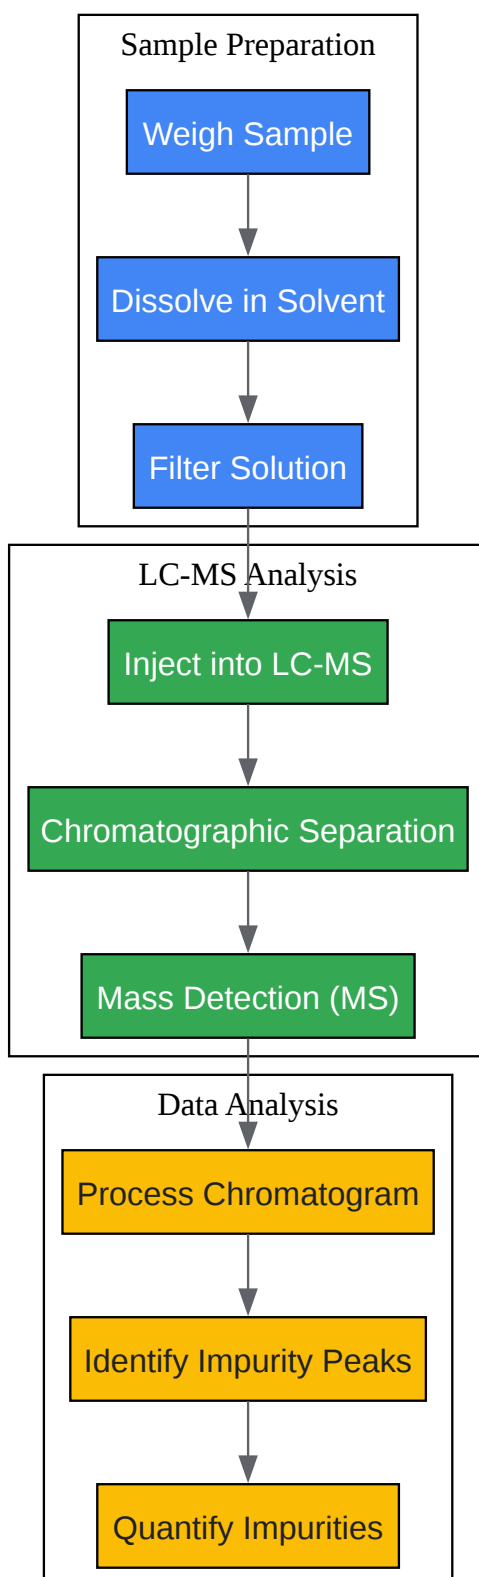 Sample Preparation
Weigh Sample
Dissolve in Solvent
Filter Solution
LC-MS Analysis
Inject into LC-MS
Chromatographic Separation
Mass Detection (MS)
Data Analysis
Process Chromatogram
Identify Impurity Peaks
Quantify Impurities